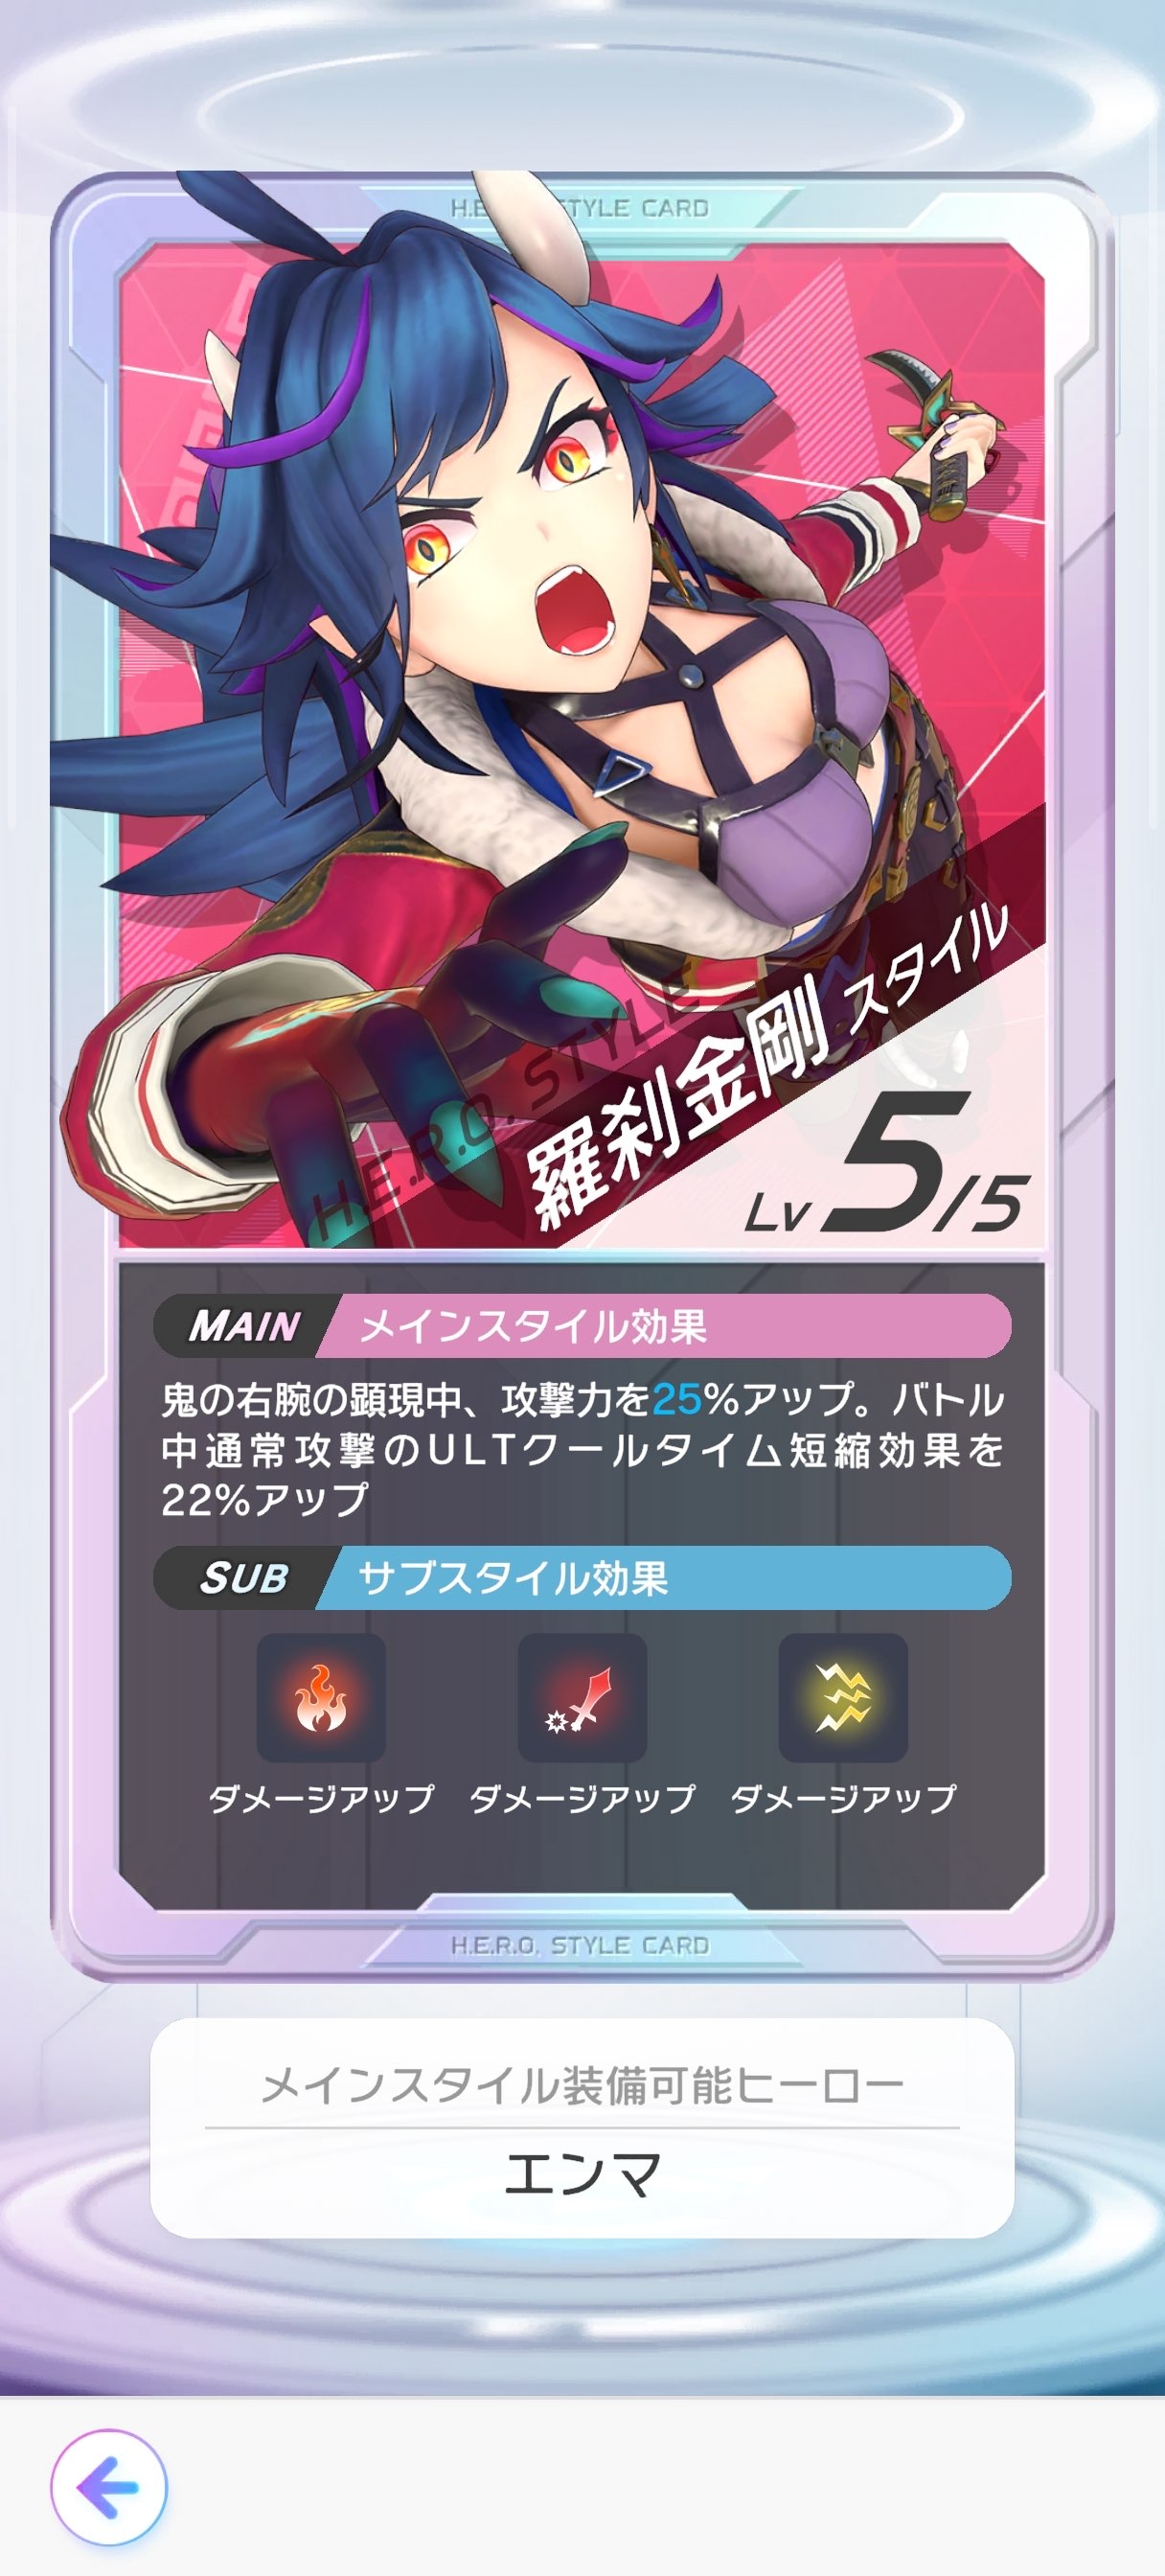 H.E.R.O. STYLE CARD
H.E.R.O. STYLE
羅刹金剛 スタイル
Lv 5/5
MAIN メインスタイル効果
鬼の右腕の顕現中、攻撃力を25%アップ。バトル
中通常攻撃のULTクールタイム短縮効果を
22%アップ
SUB サブスタイル効果
ダメージアップ ダメージアップ ダメージアップ
H.E.R.O. STYLE CARD
メインスタイル装備可能ヒーロー
エンマ